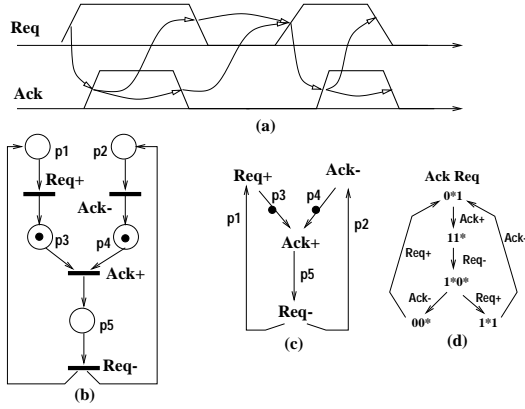 Req
Ack
(a)
p1
p2
Req+
Ack-
p3
p4
Ack+
p5
Req-
(b)
Req+
Ack-
p3
p4
p1
p2
Ack+
p5
Req-
(c)
Ack Req
0*1
Ack+
11*
Req+
Req-
Ack-
1*0*
Ack-
Req+
00*
1*1
(d)